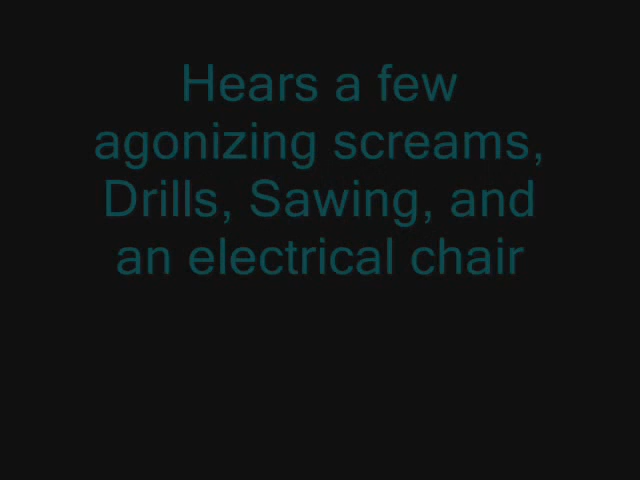 Hears a few
agonizing screams,
Drills, Sawing, and
an electrical chair